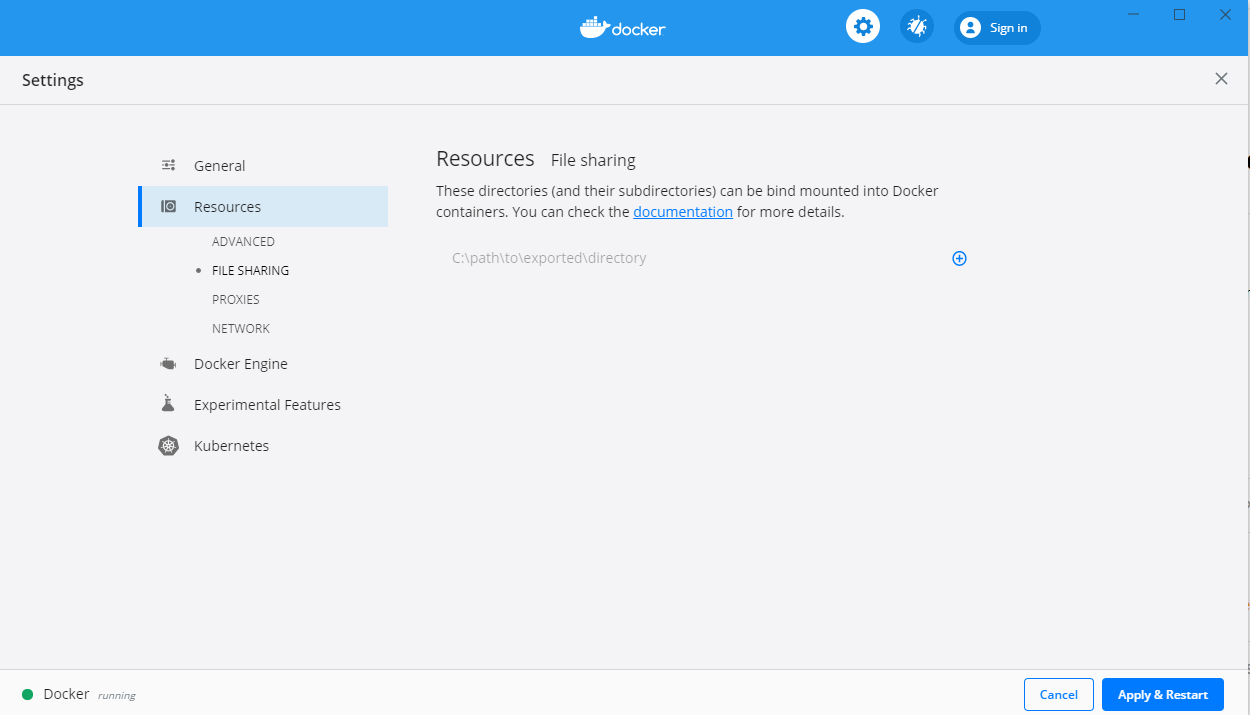 docker
Sign in
Settings
General
Resources
ADVANCED
FILE SHARING
PROXIES
NETWORK
Docker Engine
Experimental Features
Kubernetes
Resources File sharing
These directories (and their subdirectories) can be bind mounted into Docker
containers. You can check the documentation for more details.
C:\path\to\exported\directory
Docker running
Cancel
Apply & Restart